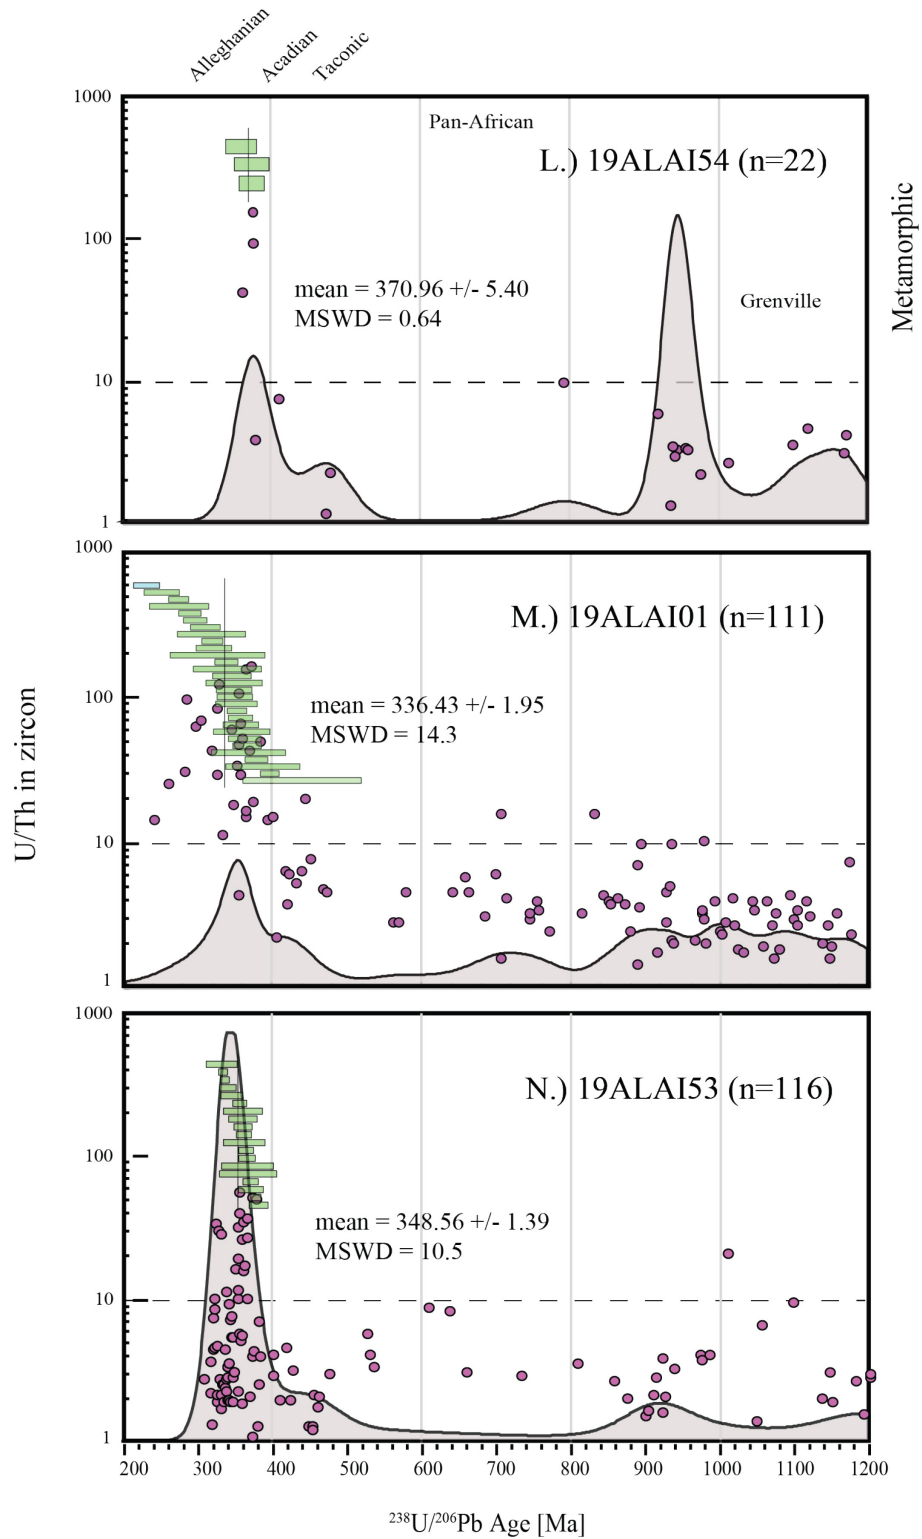 Alleghanian
Acadian
Taconic
1000
100
10
1
Pan-African
L.) 19ALAI54 (n=22)
mean = 370.96 +/- 5.40
MSWD = 0.64
Grenville
Metamorphic
1000
100
10
1
M.) 19ALAI01 (n=111)
mean = 336.43 +/- 1.95
MSWD = 14.3
U/Th in zircon
1000
100
10
1
N.) 19ALAI53 (n=116)
mean = 348.56 +/- 1.39
MSWD = 10.5
200 300 400 500 600 700 800 900 1000 1100 1200
²³⁸U/²⁰⁶Pb Age [Ma]